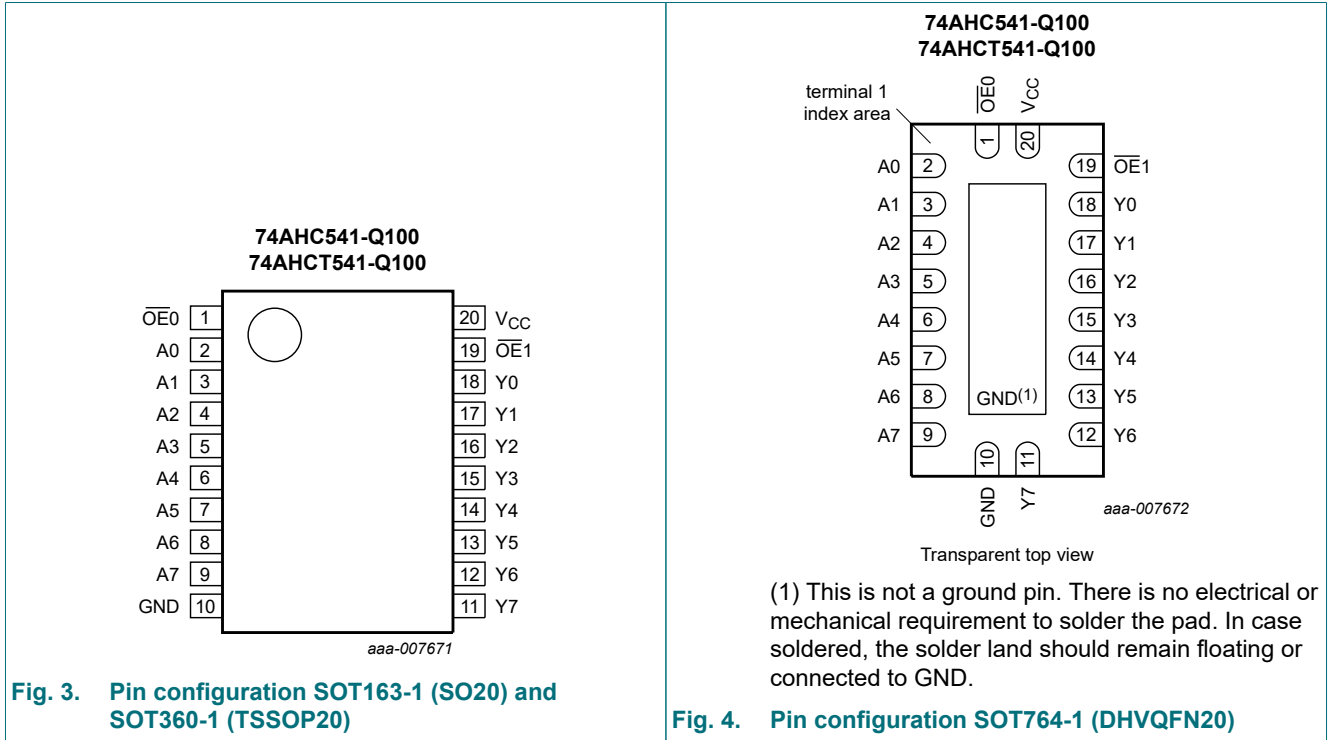 74AHC541-Q100
74AHCT541-Q100
OE0 1
A0 2
A1 3
A2 4
A3 5
A4 6
A5 7
A6 8
A7 9
GND 10
20 VCC
19 OE1
18 Y0
17 Y1
16 Y2
15 Y3
14 Y4
13 Y5
12 Y6
11 Y7
aaa-007671
Fig. 3. Pin configuration SOT163-1 (SO20) and
SOT360-1 (TSSOP20)
74AHC541-Q100
74AHCT541-Q100
terminal 1
index area
OE0
VCC
1
20
A0 2
A1 3
A2 4
A3 5
A4 6
A5 7
A6 8
A7 9
19 OE1
18 Y0
17 Y1
16 Y2
15 Y3
14 Y4
13 Y5
12 Y6
GND(1)
10
11
GND
Y7
aaa-007672
Transparent top view
(1) This is not a ground pin. There is no electrical or
mechanical requirement to solder the pad. In case
soldered, the solder land should remain floating or
connected to GND.
Fig. 4. Pin configuration SOT764-1 (DHVQFN20)